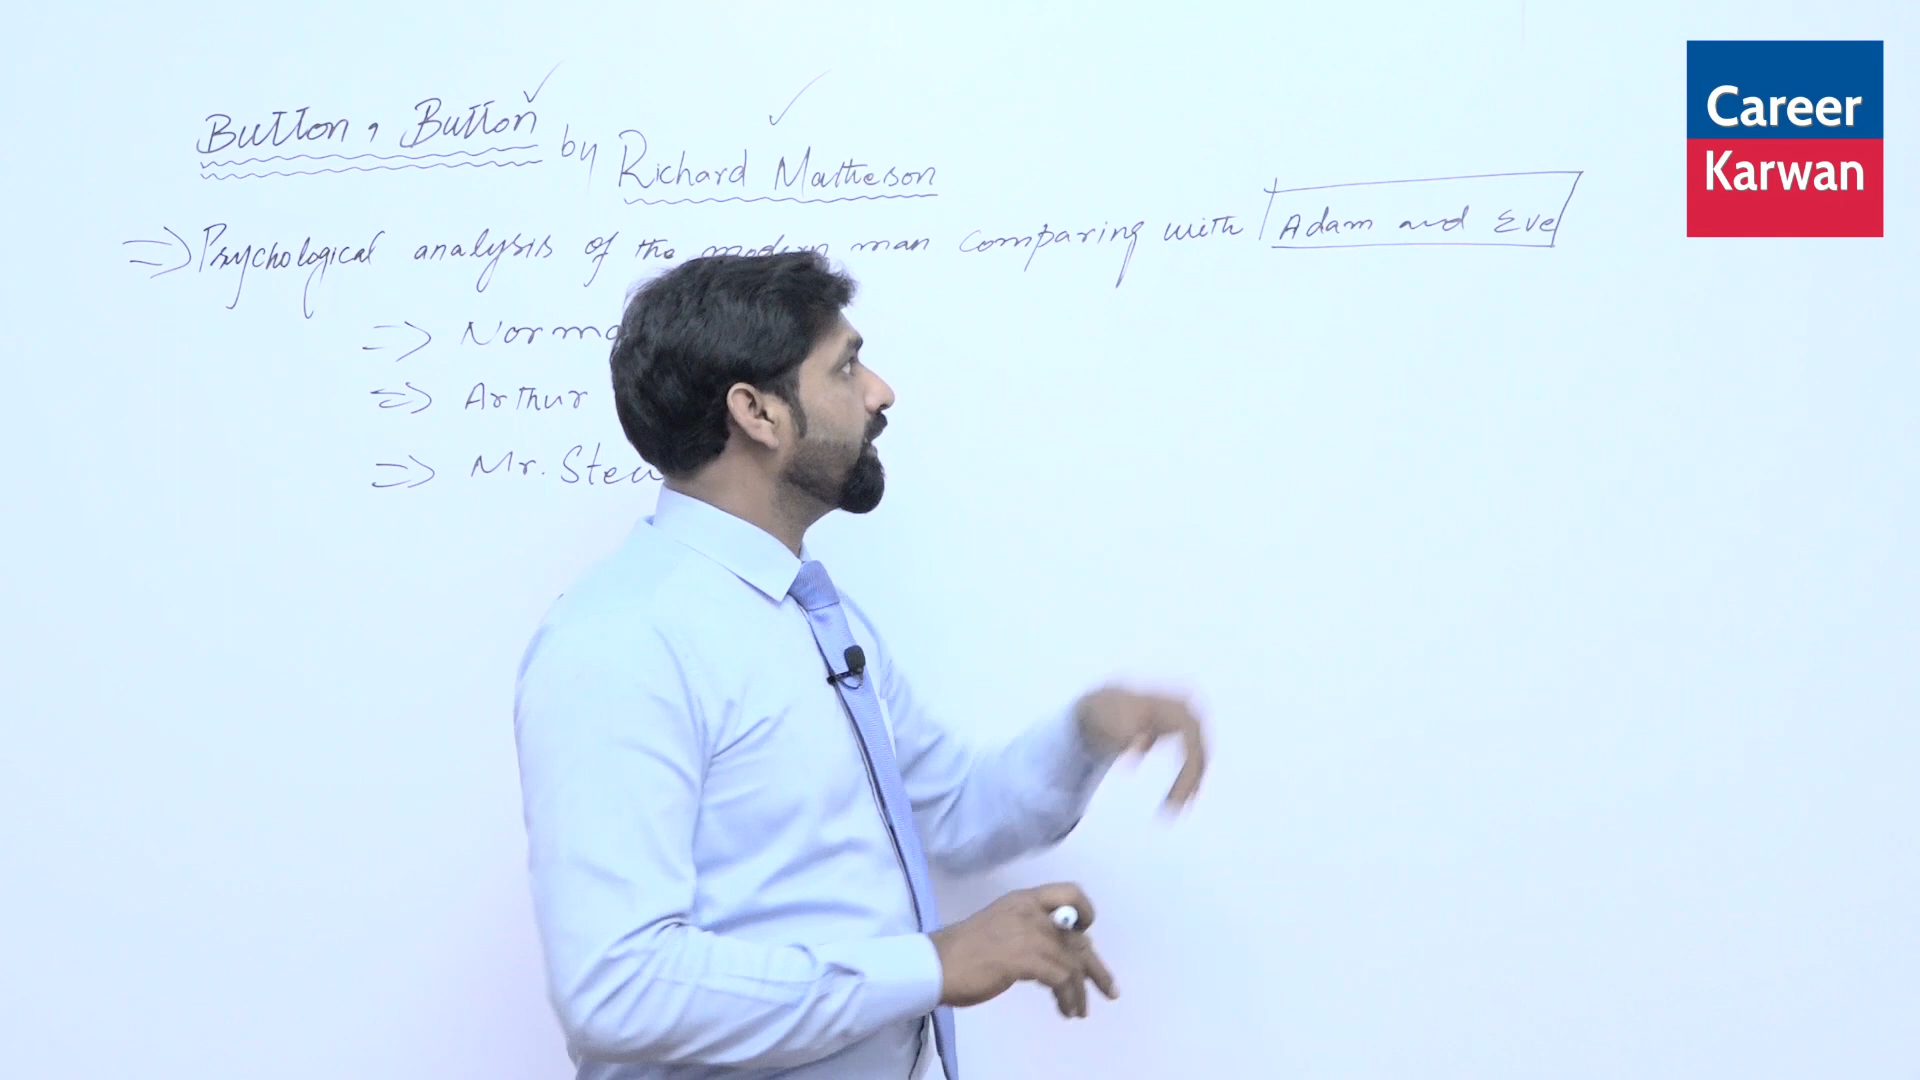 Button, Button by Richard Matheson
⇒ Psychological analysis of the modern man comparing with Adam and Eve
⇒ Norma
⇒ Arthur
⇒ Mr. Stew
Career
Karwan